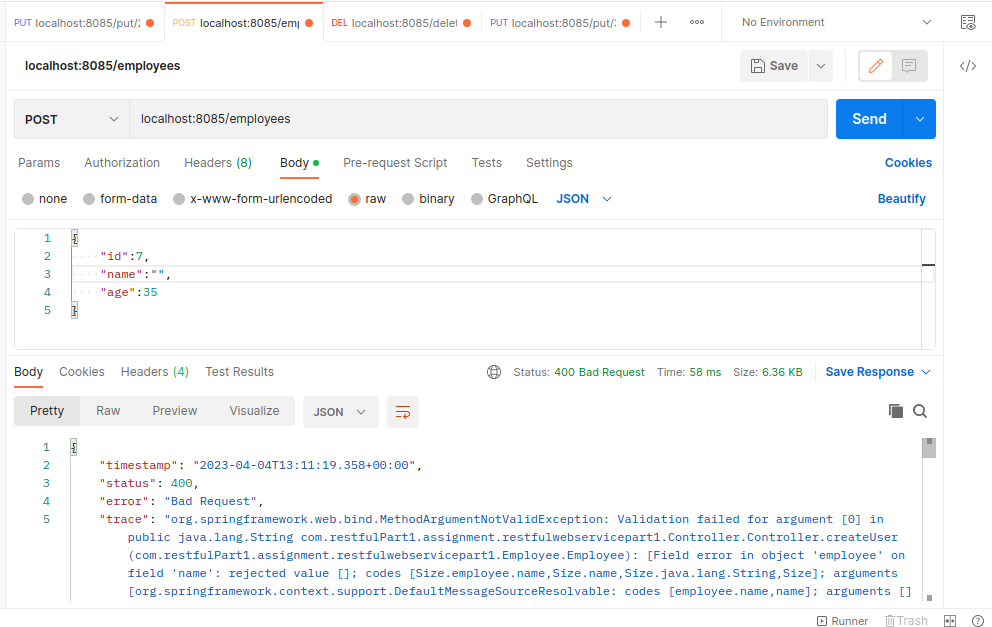 PUT localhost:8085/put/2
POST localhost:8085/emp
DEL localhost:8085/delet
PUT localhost:8085/put/
No Environment
localhost:8085/employees
Save
POST
localhost:8085/employees
Send
Params Authorization Headers (8) Body Pre-request Script Tests Settings Cookies
none form-data x-www-form-urlencoded raw binary GraphQL JSON Beautify
1 {
2 "id":7,
3 "name":"",
4 "age":35
5 }
Body Cookies Headers (4) Test Results Status: 400 Bad Request Time: 58 ms Size: 6.36 KB Save Response
Pretty Raw Preview Visualize JSON
1 {
2 "timestamp": "2023-04-04T13:11:19.358+00:00",
3 "status": 400,
4 "error": "Bad Request",
5 "trace": "org.springframework.web.bind.MethodArgumentNotValidException: Validation failed for argument [0] in
public java.lang.String com.restfulPart1.assignment.restfulwebservicepart1.Controller.Controller.createUser
(com.restfulPart1.assignment.restfulwebservicepart1.Employee.Employee): [Field error in object 'employee' on
field 'name': rejected value []; codes [Size.employee.name,Size.name,Size.java.lang.String,Size]; arguments
[org.springframework.context.support.DefaultMessageSourceResolvable: codes [employee.name,name]; arguments []
Runner Trash